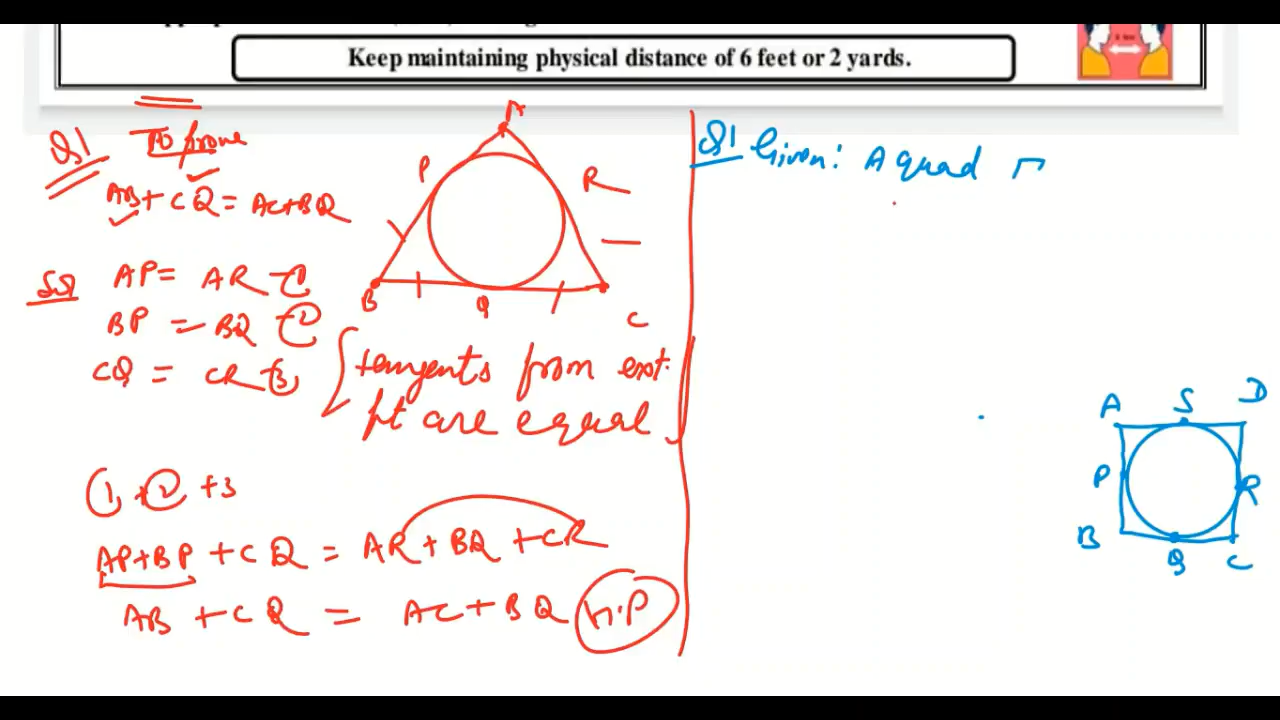 Keep maintaining physical distance of 6 feet or 2 yards.
Q1 To prove
AB + CQ = AC + BQ
AP = AR - 1
BP = BQ - 2
CQ = CR - 3
{tangents from ext.
pt are equal}
1 + 2 + 3
AP + BP + CQ = AR + BQ + CR
AB + CQ = AC + BQ H.P
A
P
R
B
Q
C
Q1 Given: A quad
A S D
P
R
B
Q C